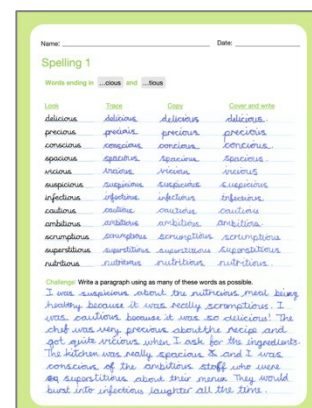 Name: Date:
Spelling 1
Words ending in ...cious and ...tious
Look Trace Copy Cover and write
delicious delicious delicious delicious.
precious precious precious precious
conscious conscious concious concious.
spacious spacious spacious spacious.
vicious vicious vicious vicious
suspicious suspicious suspicious suspicious
infectious infectious infectious infectious.
cautious cautious cautious cautious
ambitious ambitious ambitious ambitious.
scrumptious scrumptious scrumptious scrumptious
superstitious superstitious superstitious superstitious.
nutritious nutritious nutritious nutritious.
Challenge: Write a paragraph using as many of these words as possible.
I was suspicious about the nutricious meal being
healthy because it was really scrumptious. I
was cautious because it was so delicious! The
chef was very precious about the recipe and
got quite vicious when I ask for the ingredients.
The kitchen was really spacious and I was
conscious of the ambitious staff who were
superstitious about their menu. They would
burst into infectious laughter all the time.